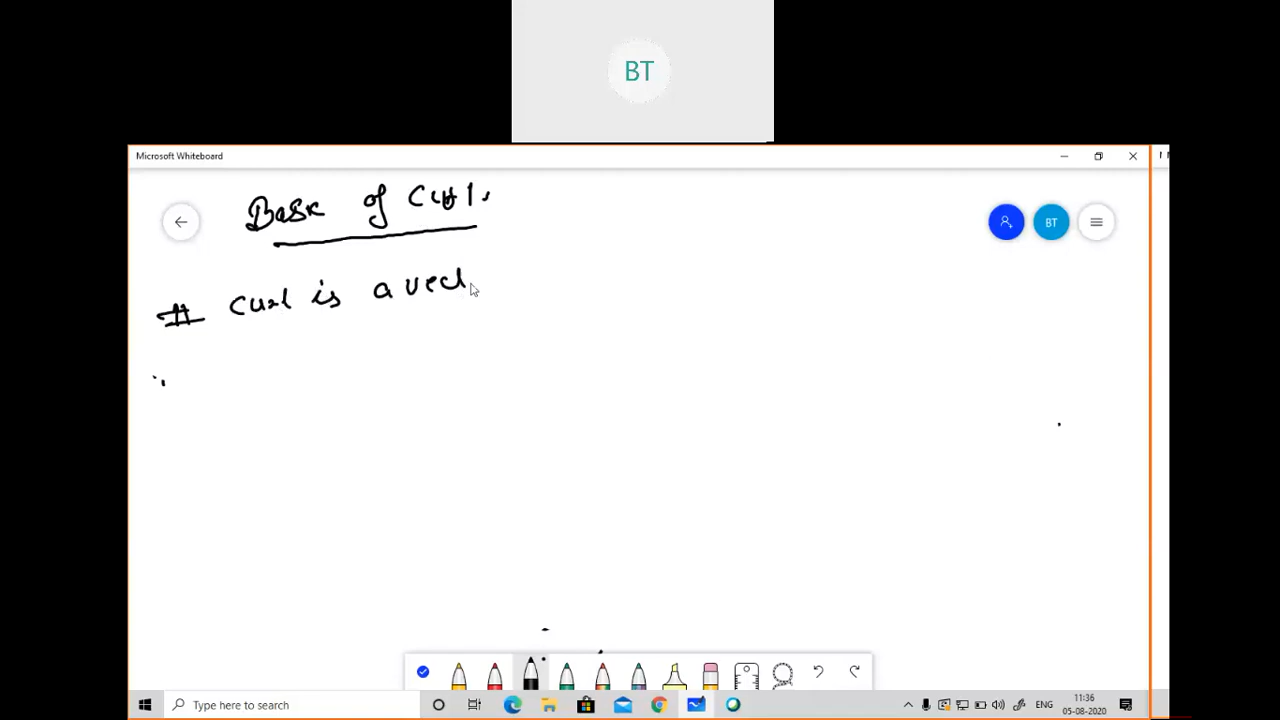 BT
Microsoft Whiteboard
Basic of Curl.
BT
# Curl is a vect
Type here to search
ENG
11:36
05-08-2020